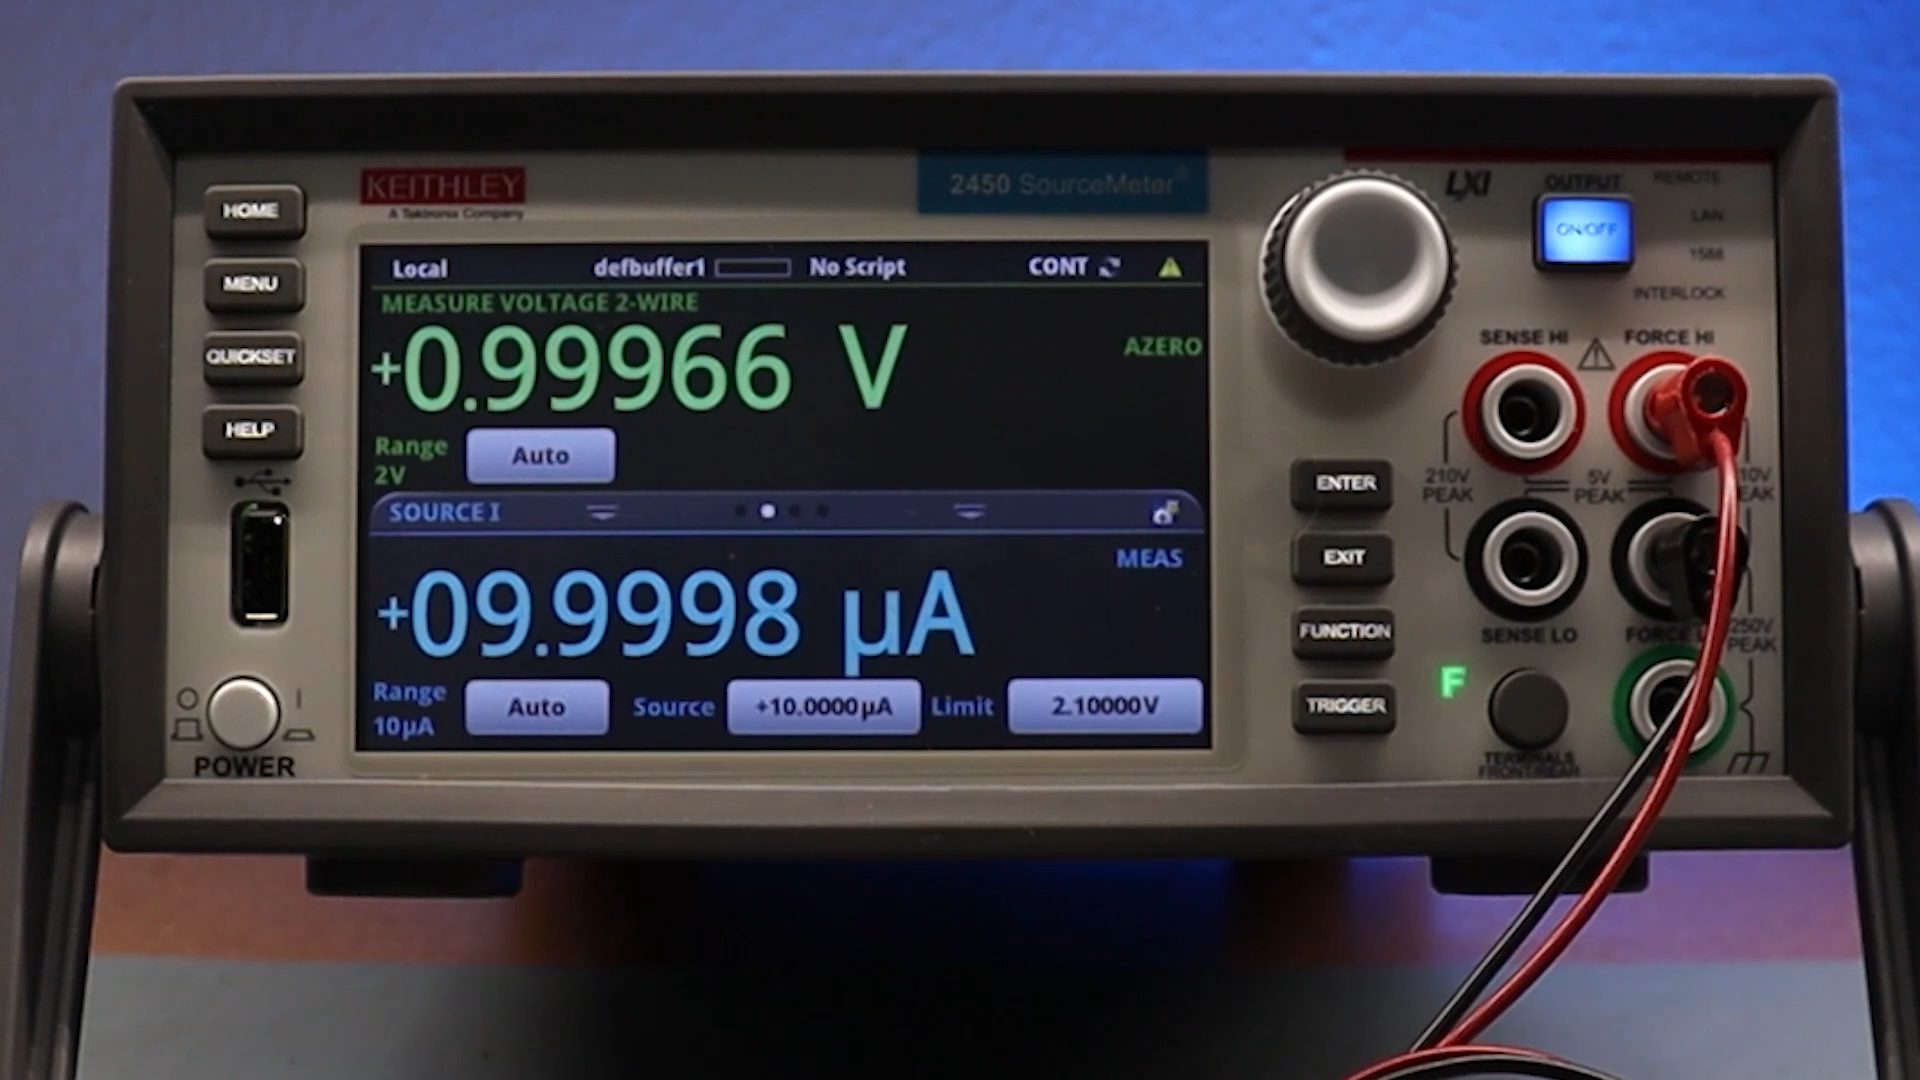 KEITHLEY
A Tektronix Company
2450 SourceMeter®
LXI
OUTPUT
ON/OFF
REMOTE
LAN
1588
INTERLOCK
HOME
MENU
QUICKSET
HELP
POWER
Local defbuffer1 No Script CONT
MEASURE VOLTAGE 2-WIRE
+0.99966 V
AZERO
Range
2V
Auto
SOURCE I
MEAS
+09.9998 µA
Range
10µA
Auto
Source
+10.0000µA
Limit
2.10000V
ENTER
EXIT
FUNCTION
TRIGGER
SENSE HI
FORCE HI
210V
PEAK
5V
PEAK
SENSE LO
FORCE
250V
PEAK
F
TERMINALS
FRONT/REAR